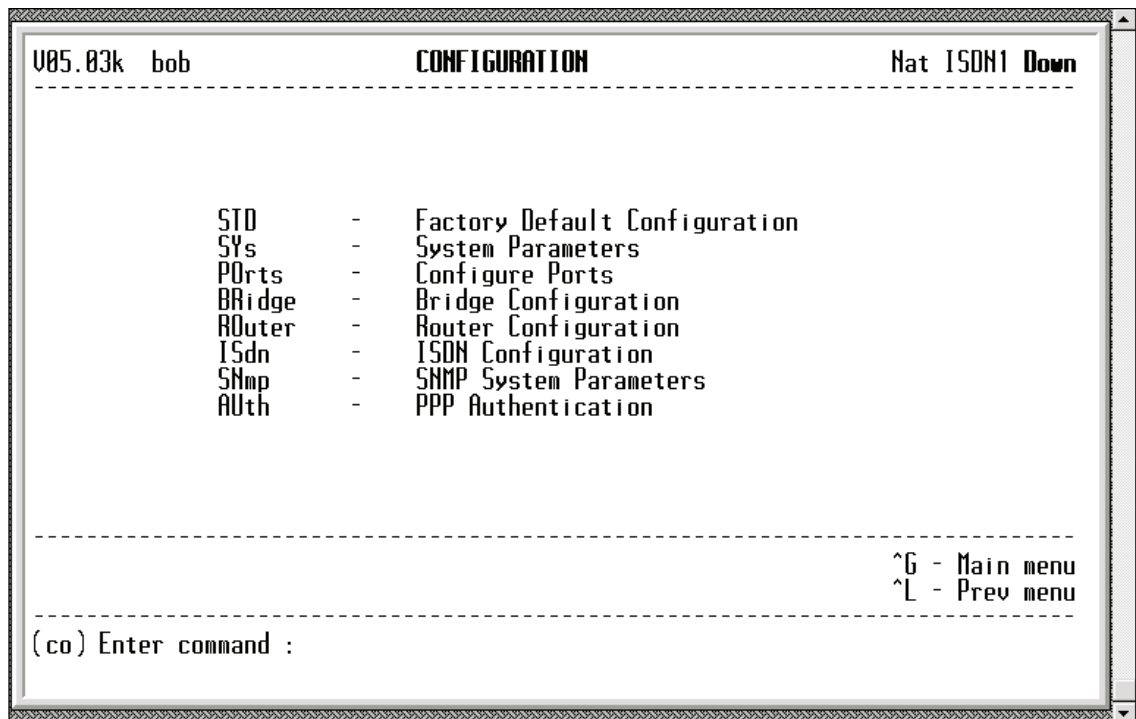 V05.03k bob CONFIGURATION Nat ISDN1 Down
STD - Factory Default Configuration
SYs - System Parameters
POrts - Configure Ports
BRidge - Bridge Configuration
ROuter - Router Configuration
ISdn - ISDN Configuration
SNmp - SNMP System Parameters
AUth - PPP Authentication
^G - Main menu
^L - Prev menu
(co) Enter command :